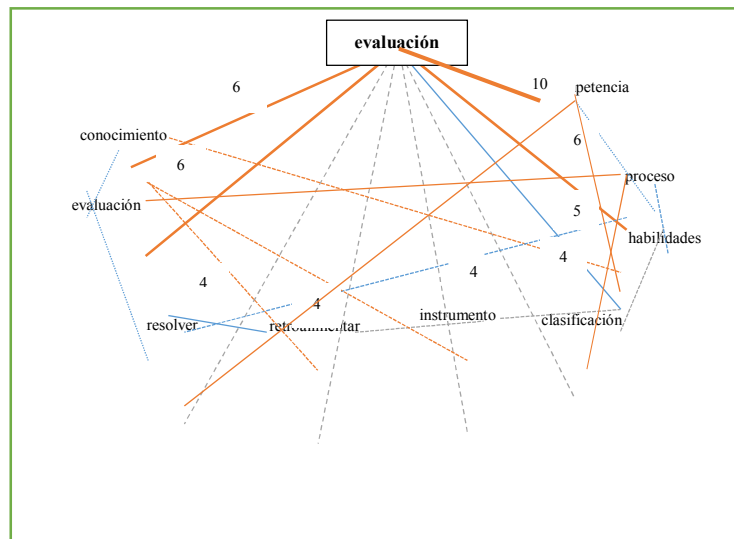 evaluación
6
10
petencia
conocimiento
6
6
proceso
evaluación
5
habilidades
4
4
4
4
instrumento
clasificación
resolver
retroalimentar